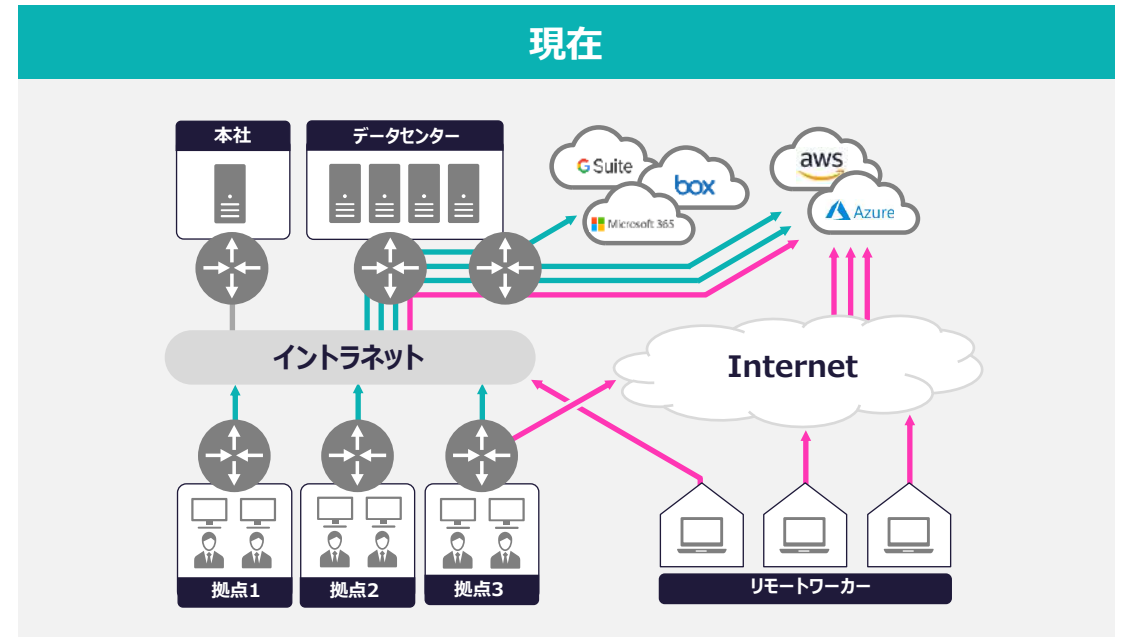 現在
本社
データセンター
G Suite
box
Microsoft 365
aws
Azure
イントラネット
Internet
拠点1
拠点2
拠点3
リモートワーカー